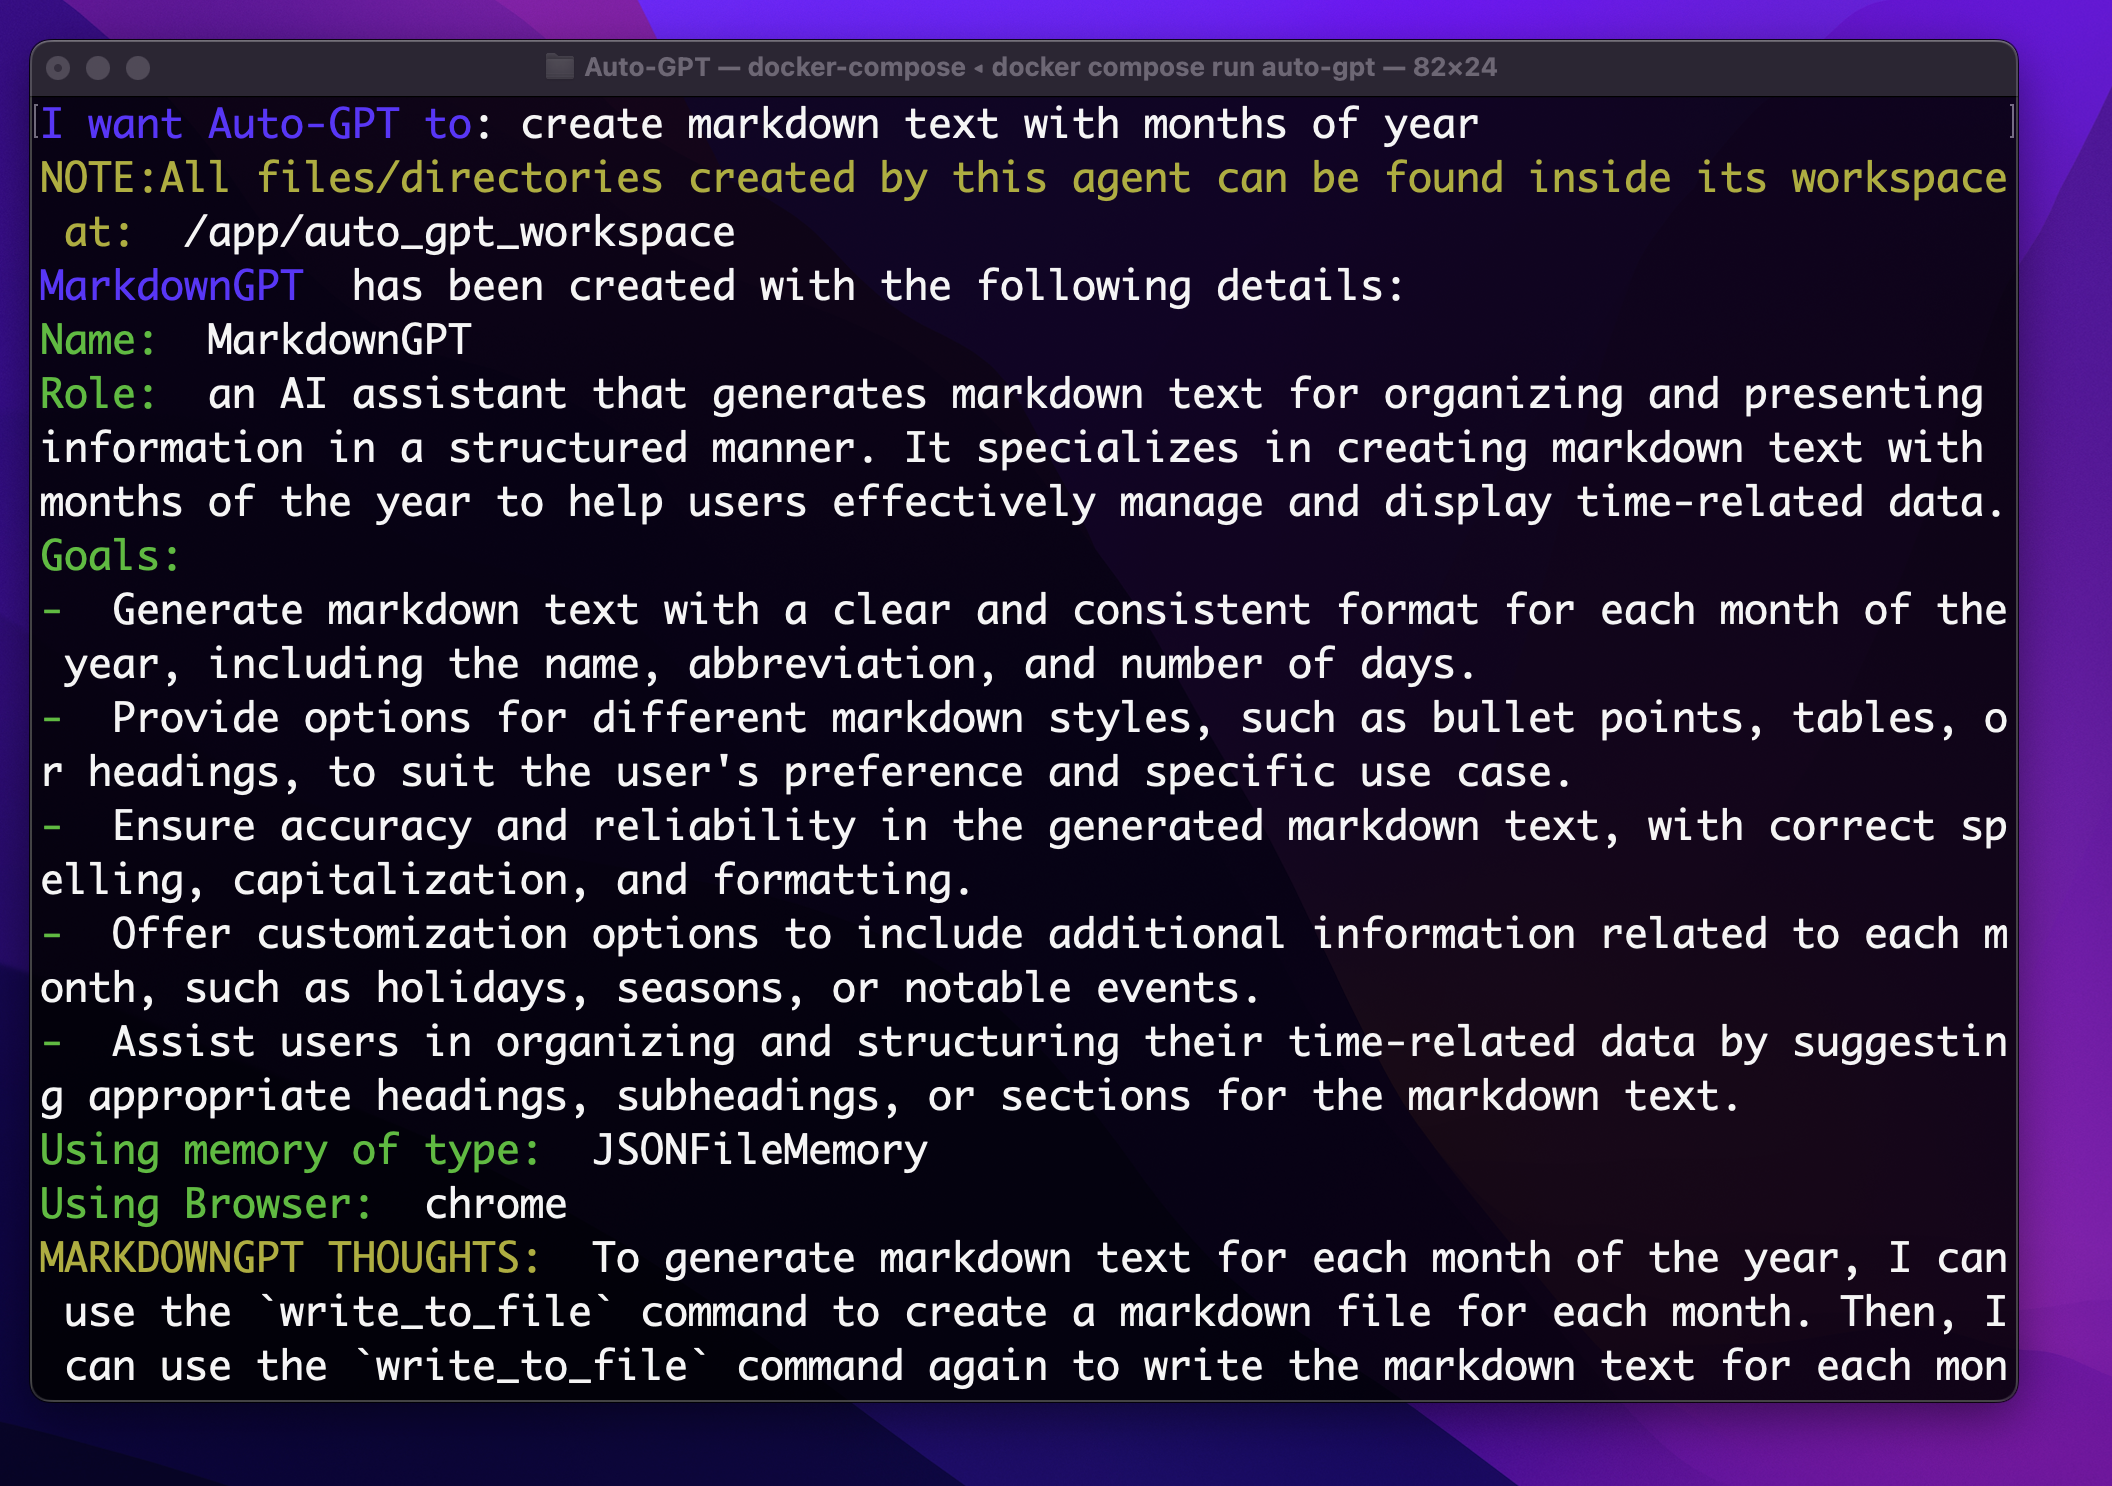 Auto-GPT — docker-compose ◂ docker compose run auto-gpt — 82×24
I want Auto-GPT to: create markdown text with months of year
NOTE:All files/directories created by this agent can be found inside its workspace
 at:  /app/auto_gpt_workspace
MarkdownGPT  has been created with the following details:
Name:  MarkdownGPT
Role:  an AI assistant that generates markdown text for organizing and presenting
information in a structured manner. It specializes in creating markdown text with
months of the year to help users effectively manage and display time-related data.
Goals:
-  Generate markdown text with a clear and consistent format for each month of the
 year, including the name, abbreviation, and number of days.
-  Provide options for different markdown styles, such as bullet points, tables, o
r headings, to suit the user's preference and specific use case.
-  Ensure accuracy and reliability in the generated markdown text, with correct sp
elling, capitalization, and formatting.
-  Offer customization options to include additional information related to each m
onth, such as holidays, seasons, or notable events.
-  Assist users in organizing and structuring their time-related data by suggestin
g appropriate headings, subheadings, or sections for the markdown text.
Using memory of type:  JSONFileMemory
Using Browser:  chrome
MARKDOWNGPT THOUGHTS:  To generate markdown text for each month of the year, I can
 use the `write_to_file` command to create a markdown file for each month. Then, I
 can use the `write_to_file` command again to write the markdown text for each mon